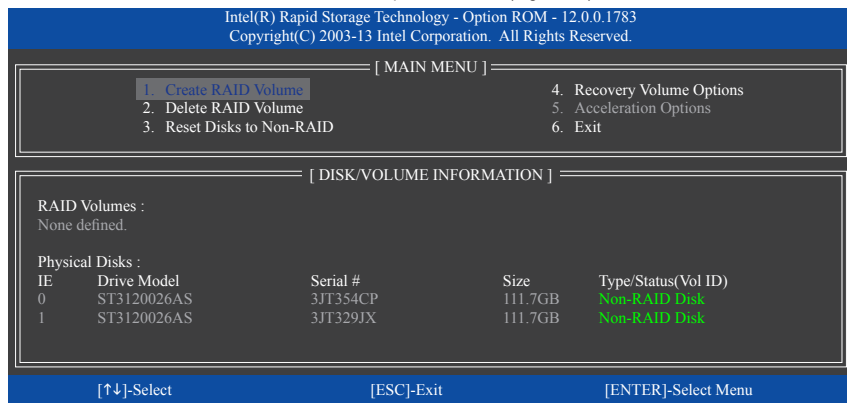 Intel(R) Rapid Storage Technology - Option ROM - 12.0.0.1783
Copyright(C) 2003-13 Intel Corporation. All Rights Reserved.
[ MAIN MENU ]
1. Create RAID Volume
2. Delete RAID Volume
3. Reset Disks to Non-RAID
4. Recovery Volume Options
5. Acceleration Options
6. Exit
[ DISK/VOLUME INFORMATION ]
RAID Volumes :
None defined.
Physical Disks :
IE Drive Model Serial # Size Type/Status(Vol ID)
0 ST3120026AS 3JT354CP 111.7GB Non-RAID Disk
1 ST3120026AS 3JT329JX 111.7GB Non-RAID Disk
[↑↓]-Select [ESC]-Exit [ENTER]-Select Menu